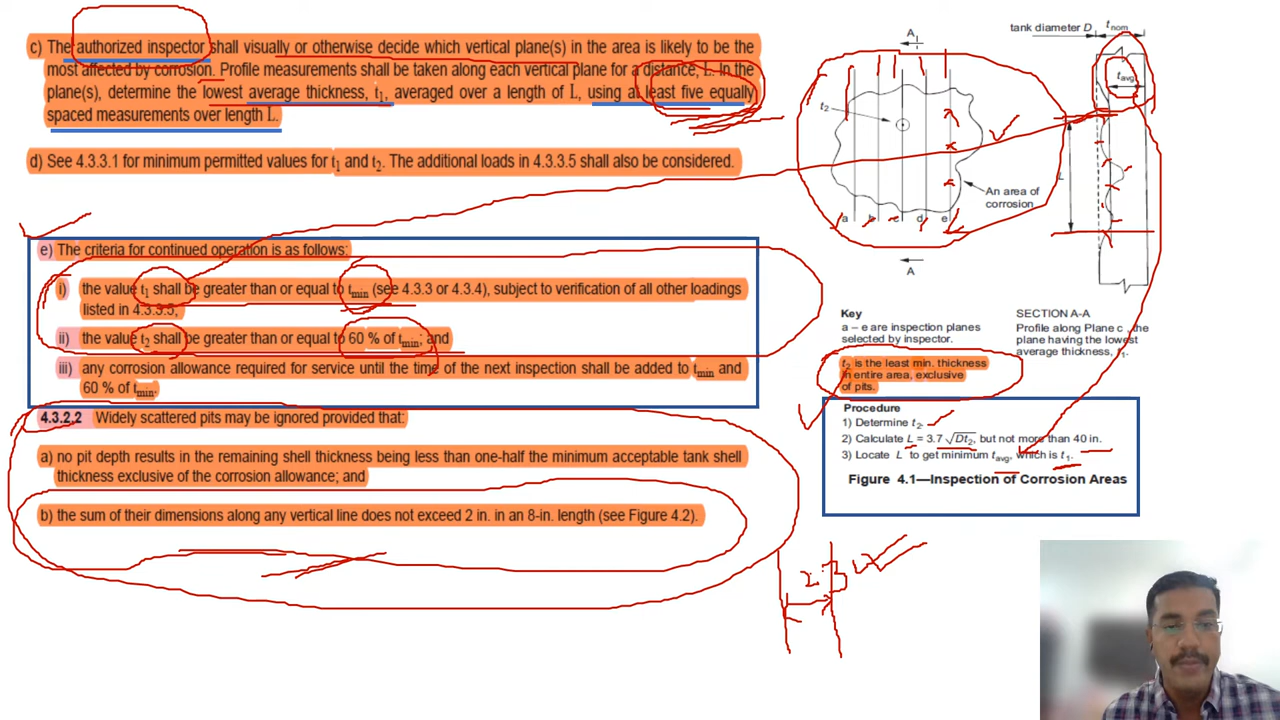 c) The authorized inspector shall visually or otherwise decide which vertical plane(s) in the area is likely to be the
most affected by corrosion. Profile measurements shall be taken along each vertical plane for a distance, L. In the
plane(s), determine the lowest average thickness, t1, averaged over a length of L, using at least five equally
spaced measurements over length L.
d) See 4.3.3.1 for minimum permitted values for t1 and t2. The additional loads in 4.3.3.5 shall also be considered.
e) The criteria for continued operation is as follows:
i) the value t1 shall be greater than or equal to tmin (see 4.3.3 or 4.3.4), subject to verification of all other loadings
listed in 4.3.3.5;
ii) the value t2 shall be greater than or equal to 60 % of tmin; and
iii) any corrosion allowance required for service until the time of the next inspection shall be added to tmin and
60 % of tmin.
4.3.2.2 Widely scattered pits may be ignored provided that:
a) no pit depth results in the remaining shell thickness being less than one-half the minimum acceptable tank shell
thickness exclusive of the corrosion allowance; and
b) the sum of their dimensions along any vertical line does not exceed 2 in. in an 8-in. length (see Figure 4.2).
A
tank diameter D
tnom
tavg
t2
L
An area of
corrosion
a b c d e
A
Key
a – e are inspection planes
selected by inspector.
t2 is the least min. thickness
in entire area, exclusive
of pits.
SECTION A-A
Profile along Plane c , the
plane having the lowest
average thickness, t1.
Procedure
1) Determine t2.
2) Calculate L = 3.7 √Dt2, but not more than 40 in.
3) Locate L to get minimum tavg, which is t1.
Figure 4.1—Inspection of Corrosion Areas